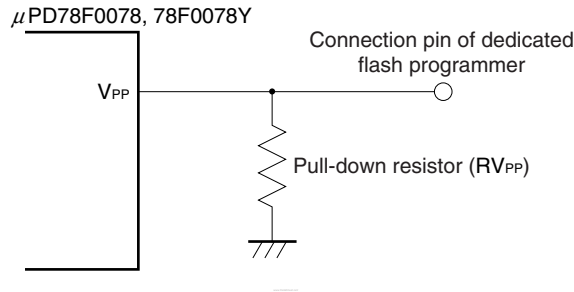 μPD78F0078, 78F0078Y
Connection pin of dedicated
flash programmer
VPP
Pull-down resistor (RVPP)